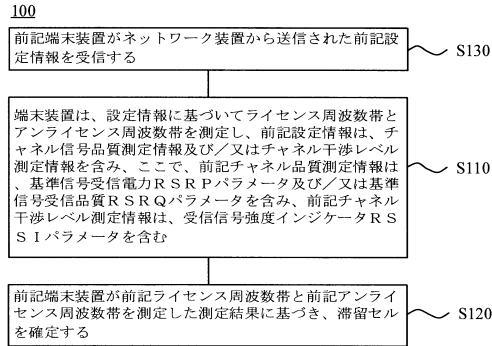 100
前記端末装置がネットワーク装置から送信された前記設
定情報を受信する
S130
端末装置は、設定情報に基づいてライセンス周波数帯と
アンライセンス周波数帯を測定し、前記設定情報は、チ
ャネル信号品質測定情報及び/又はチャネル干渉レベル
測定情報を含み、ここで、前記チャネル品質測定情報は
、基準信号受信電力RSRPパラメータ及び/又は基準
信号受信品質RSRQパラメータを含み、前記チャネル
干渉レベル測定情報は、受信信号強度インジケータRS
SIパラメータを含む
S110
前記端末装置が前記ライセンス周波数帯と前記アンライ
センス周波数帯を測定した測定結果に基づき、滞留セル
を確定する
S120